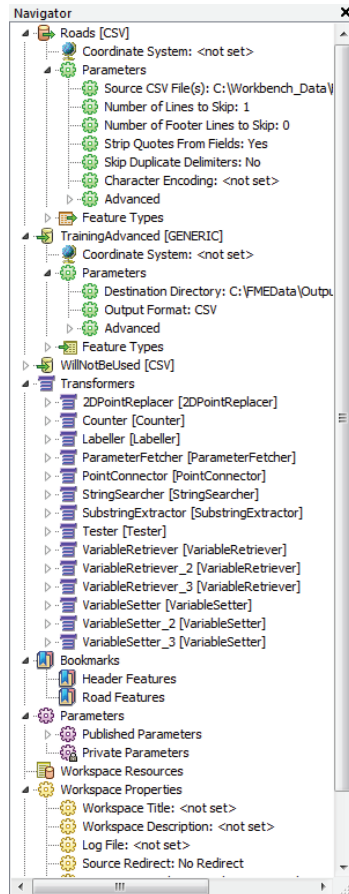 Navigator
Roads [CSV]
Coordinate System: <not set>
Parameters
Source CSV File(s): C:\Workbench_Data\
Number of Lines to Skip: 1
Number of Footer Lines to Skip: 0
Strip Quotes From Fields: Yes
Skip Duplicate Delimiters: No
Character Encoding: <not set>
Advanced
Feature Types
TrainingAdvanced [GENERIC]
Coordinate System: <not set>
Parameters
Destination Directory: C:\FMEData\Outpu
Output Format: CSV
Advanced
Feature Types
WillNotBeUsed [CSV]
Transformers
2DPointReplacer [2DPointReplacer]
Counter [Counter]
Labeller [Labeller]
ParameterFetcher [ParameterFetcher]
PointConnector [PointConnector]
StringSearcher [StringSearcher]
SubstringExtractor [SubstringExtractor]
Tester [Tester]
VariableRetriever [VariableRetriever]
VariableRetriever_2 [VariableRetriever]
VariableRetriever_3 [VariableRetriever]
VariableSetter [VariableSetter]
VariableSetter_2 [VariableSetter]
VariableSetter_3 [VariableSetter]
Bookmarks
Header Features
Road Features
Parameters
Published Parameters
Private Parameters
Workspace Resources
Workspace Properties
Workspace Title: <not set>
Workspace Description: <not set>
Log File: <not set>
Source Redirect: No Redirect